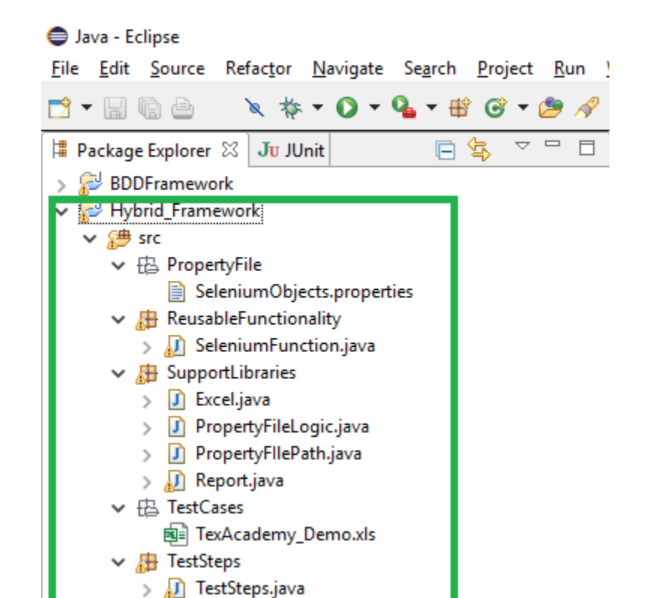 Java - Eclipse
File Edit Source Refactor Navigate Search Project Run
Package Explorer JU JUnit
BDDFramework
Hybrid_Framework
src
PropertyFile
SeleniumObjects.properties
ReusableFunctionality
SeleniumFunction.java
SupportLibraries
Excel.java
PropertyFileLogic.java
PropertyFIlePath.java
Report.java
TestCases
TexAcademy_Demo.xls
TestSteps
TestSteps.java